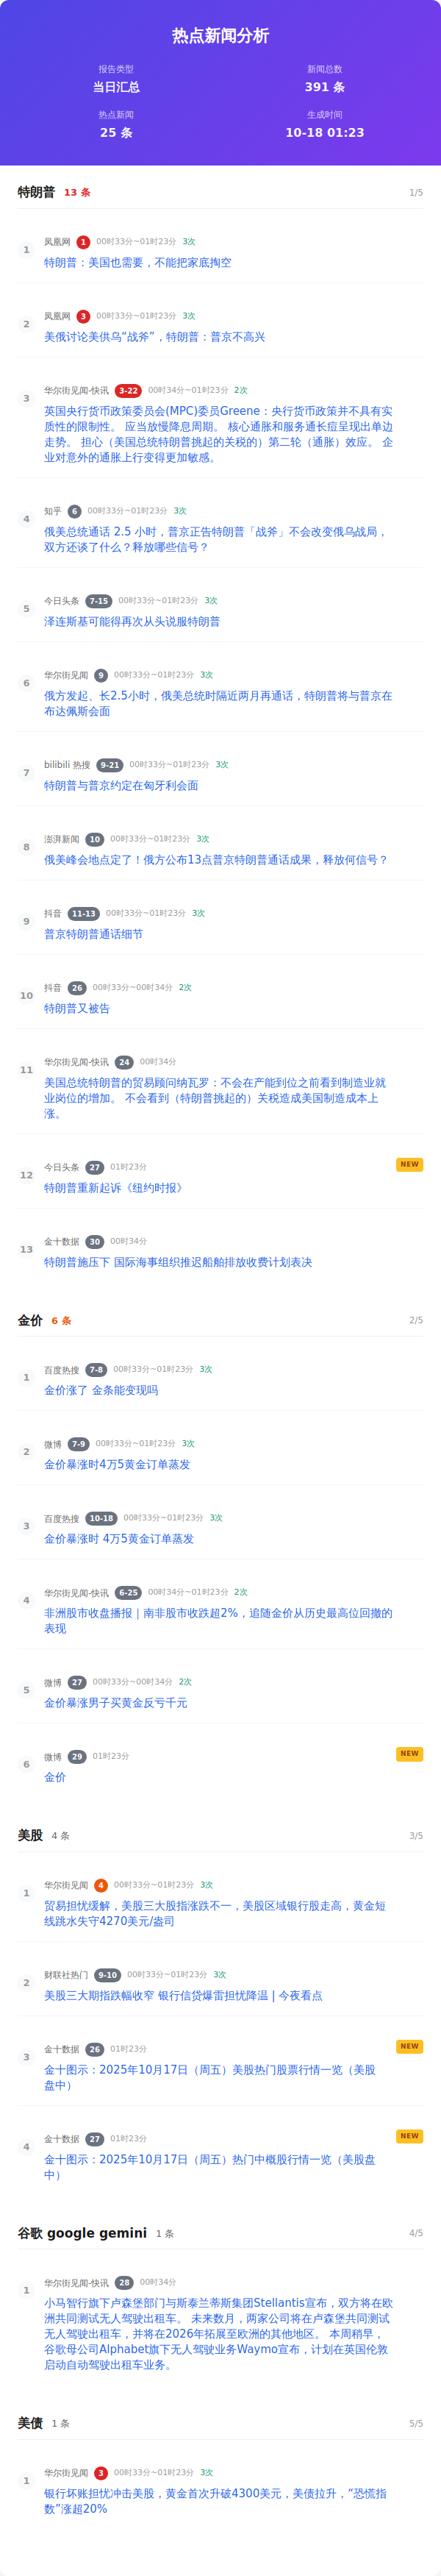 热点新闻分析
报告类型
新闻总数
当日汇总
391 条
热点新闻
生成时间
25 条
10-18 01:23
特朗普 13 条 1/5
1
凤凰网 1 00时33分~01时23分 3次
特朗普：美国也需要，不能把家底掏空
2
凤凰网 3 00时33分~01时23分 3次
美俄讨论美供乌“战斧”，特朗普：普京不高兴
3
华尔街见闻-快讯 3-22 00时34分~01时23分 2次
英国央行货币政策委员会(MPC)委员Greene：央行货币政策并不具有实
质性的限制性。 应当放慢降息周期。 核心通胀和服务通长痘呈现出单边
走势。 担心（美国总统特朗普挑起的关税的）第二轮（通胀）效应。 企
业对意外的通胀上行变得更加敏感。
4
知乎 6 00时33分~01时23分 3次
俄美总统通话 2.5 小时，普京正告特朗普「战斧」不会改变俄乌战局，
双方还谈了什么？释放哪些信号？
5
今日头条 7-15 00时33分~01时23分 3次
泽连斯基可能得再次从头说服特朗普
6
华尔街见闻 9 00时33分~01时23分 3次
俄方发起、长2.5小时，俄美总统时隔近两月再通话，特朗普将与普京在
布达佩斯会面
7
bilibili 热搜 9-21 00时33分~01时23分 3次
特朗普与普京约定在匈牙利会面
8
澎湃新闻 10 00时33分~01时23分 3次
俄美峰会地点定了！俄方公布13点普京特朗普通话成果，释放何信号？
9
抖音 11-13 00时33分~01时23分 3次
普京特朗普通话细节
10
抖音 26 00时33分~00时34分 2次
特朗普又被告
11
华尔街见闻-快讯 24 00时34分
美国总统特朗普的贸易顾问纳瓦罗：不会在产能到位之前看到制造业就
业岗位的增加。 不会看到（特朗普挑起的）关税造成美国制造成本上
涨。
12
今日头条 27 01时23分 NEW
特朗普重新起诉《纽约时报》
13
金十数据 30 00时34分
特朗普施压下 国际海事组织推迟船舶排放收费计划表决
金价 6 条 2/5
1
百度热搜 7-8 00时33分~01时23分 3次
金价涨了 金条能变现吗
2
微博 7-9 00时33分~01时23分 3次
金价暴涨时4万5黄金订单蒸发
3
百度热搜 10-18 00时33分~01时23分 3次
金价暴涨时 4万5黄金订单蒸发
4
华尔街见闻-快讯 6-25 00时34分~01时23分 2次
非洲股市收盘播报｜南非股市收跌超2%，追随金价从历史最高位回撤的
表现
5
微博 27 00时33分~00时34分 2次
金价暴涨男子买黄金反亏千元
6
微博 29 01时23分 NEW
金价
美股 4 条 3/5
1
华尔街见闻 4 00时33分~01时23分 3次
贸易担忧缓解，美股三大股指涨跌不一，美股区域银行股走高，黄金短
线跳水失守4270美元/盎司
2
财联社热门 9-10 00时33分~01时23分 3次
美股三大期指跌幅收窄 银行信贷爆雷担忧降温 | 今夜看点
3
金十数据 26 01时23分 NEW
金十图示：2025年10月17日（周五）美股热门股票行情一览（美股
盘中）
4
金十数据 27 01时23分 NEW
金十图示：2025年10月17日（周五）热门中概股行情一览（美股盘
中）
谷歌 google gemini 1 条 4/5
1
华尔街见闻-快讯 28 00时34分
小马智行旗下卢森堡部门与斯泰兰蒂斯集团Stellantis宣布，双方将在欧
洲共同测试无人驾驶出租车。 未来数月，两家公司将在卢森堡共同测试
无人驾驶出租车，并将在2026年拓展至欧洲的其他地区。 本周稍早，
谷歌母公司Alphabet旗下无人驾驶业务Waymo宣布，计划在英国伦敦
启动自动驾驶出租车业务。
美债 1 条 5/5
1
华尔街见闻 3 00时33分~01时23分 3次
银行坏账担忧冲击美股，黄金首次升破4300美元，美债拉升，“恐慌指
数”涨超20%